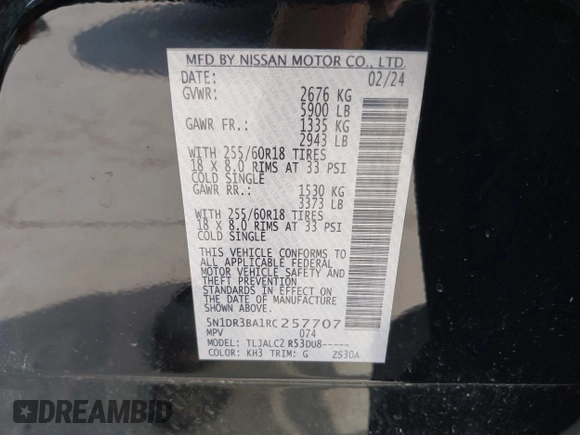 MFD BY NISSAN MOTOR CO., LTD.
DATE: 02/24
GVWR: 2676 KG
5900 LB
GAWR FR.: 1335 KG
2943 LB
WITH 255/60R18 TIRES
18 X 8.0 RIMS AT 33 PSI
COLD SINGLE
GAWR RR.: 1530 KG
3373 LB
WITH 255/60R18 TIRES
18 X 8.0 RIMS AT 33 PSI
COLD SINGLE
THIS VEHICLE CONFORMS TO
ALL APPLICABLE FEDERAL
MOTOR VEHICLE SAFETY AND
THEFT PREVENTION
STANDARDS IN EFFECT ON
THE DATE OF MANUFACTURE
SHOWN ABOVE.
5N1DR3BA1RC257707
MPV 074
MODEL: TLJALC2 R53DU8-----
COLOR: KH3 TRIM: G ZS30A
DREAMBID